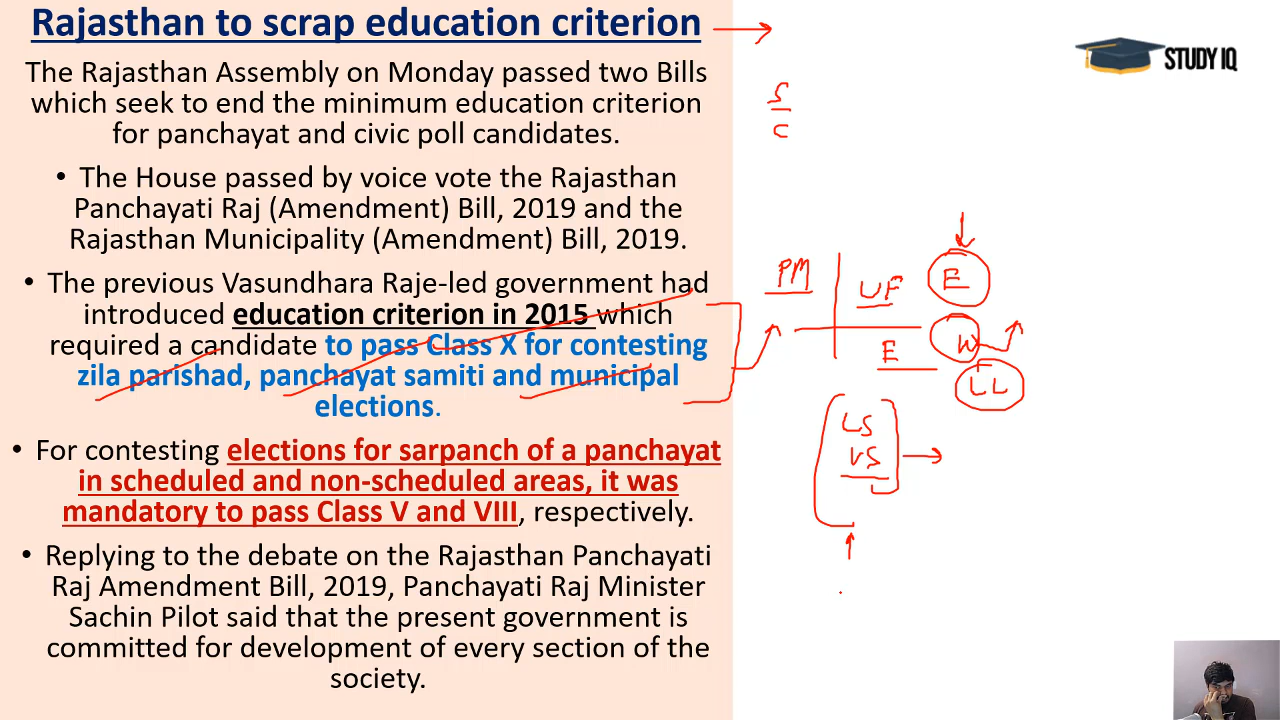 Rajasthan to scrap education criterion
The Rajasthan Assembly on Monday passed two Bills
which seek to end the minimum education criterion
for panchayat and civic poll candidates.
• The House passed by voice vote the Rajasthan
Panchayati Raj (Amendment) Bill, 2019 and the
Rajasthan Municipality (Amendment) Bill, 2019.
• The previous Vasundhara Raje-led government had
introduced education criterion in 2015 which
required a candidate to pass Class X for contesting
zila parishad, panchayat samiti and municipal
elections.
• For contesting elections for sarpanch of a panchayat
in scheduled and non-scheduled areas, it was
mandatory to pass Class V and VIII, respectively.
• Replying to the debate on the Rajasthan Panchayati
Raj Amendment Bill, 2019, Panchayati Raj Minister
Sachin Pilot said that the present government is
committed for development of every section of the
society.
STUDY IQ
S
C
PM
UF
E
E
W
LL
LS
VS